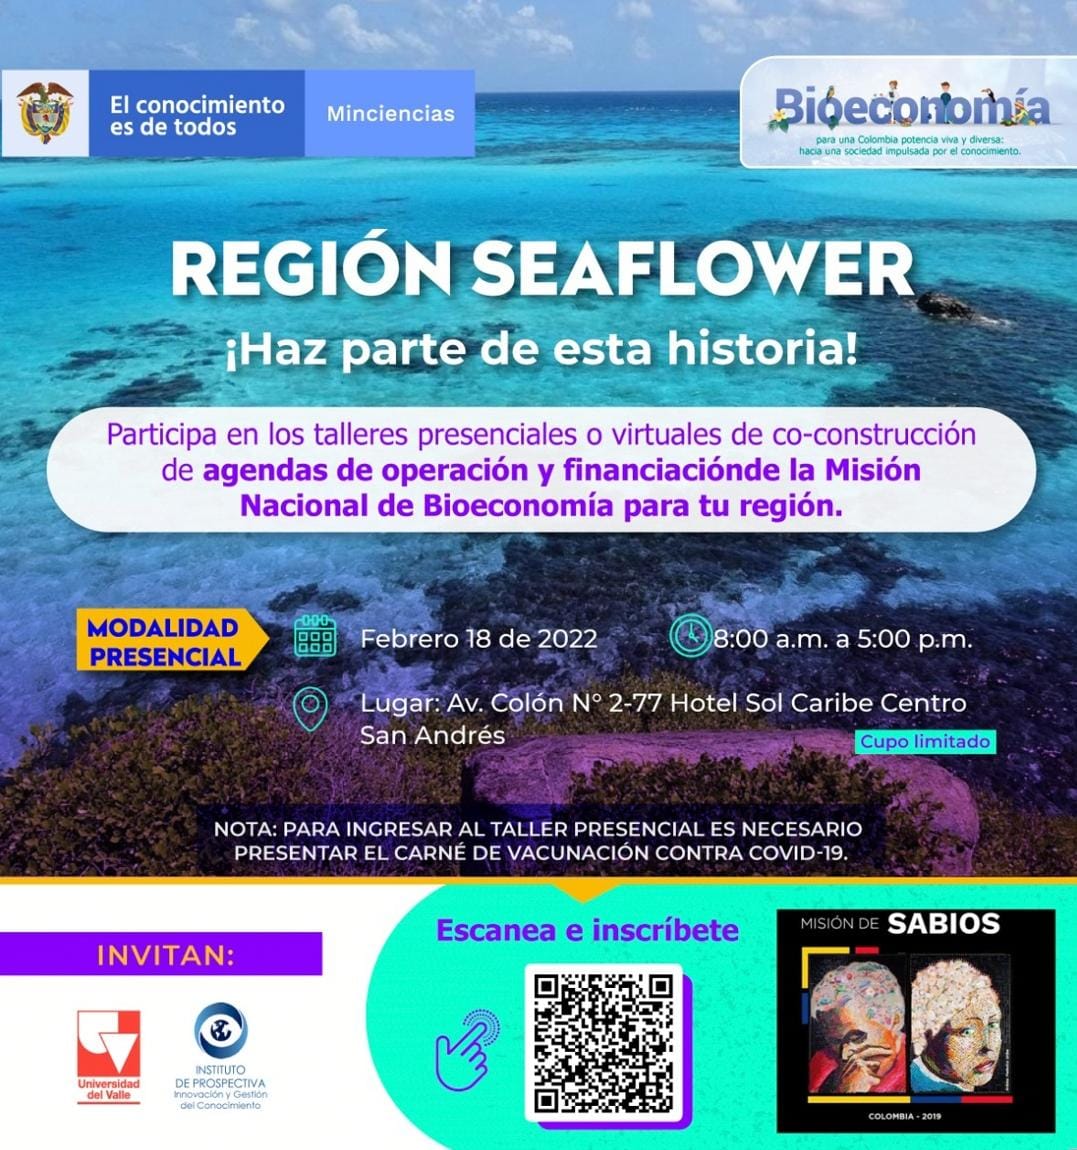 El conocimiento
es de todos
Minciencias
Bioeconomía
para una Colombia potencia viva y diversa:
hacia una sociedad impulsada por el conocimiento.
REGIÓN SEAFLOWER
¡Haz parte de esta historia!
Participa en los talleres presenciales o virtuales de co-construcción
de agendas de operación y financiaciónde la Misión
Nacional de Bioeconomía para tu región.
MODALIDAD
PRESENCIAL
Febrero 18 de 2022
8:00 a.m. a 5:00 p.m.
Lugar: Av. Colón N° 2-77 Hotel Sol Caribe Centro
San Andrés
Cupo limitado
NOTA: PARA INGRESAR AL TALLER PRESENCIAL ES NECESARIO
PRESENTAR EL CARNÉ DE VACUNACIÓN CONTRA COVID-19.
INVITAN:
Universidad
del Valle
INSTITUTO
DE PROSPECTIVA
Innovación y Gestión
del Conocimiento
Escanea e inscríbete
MISIÓN DE SABIOS
COLOMBIA - 2019